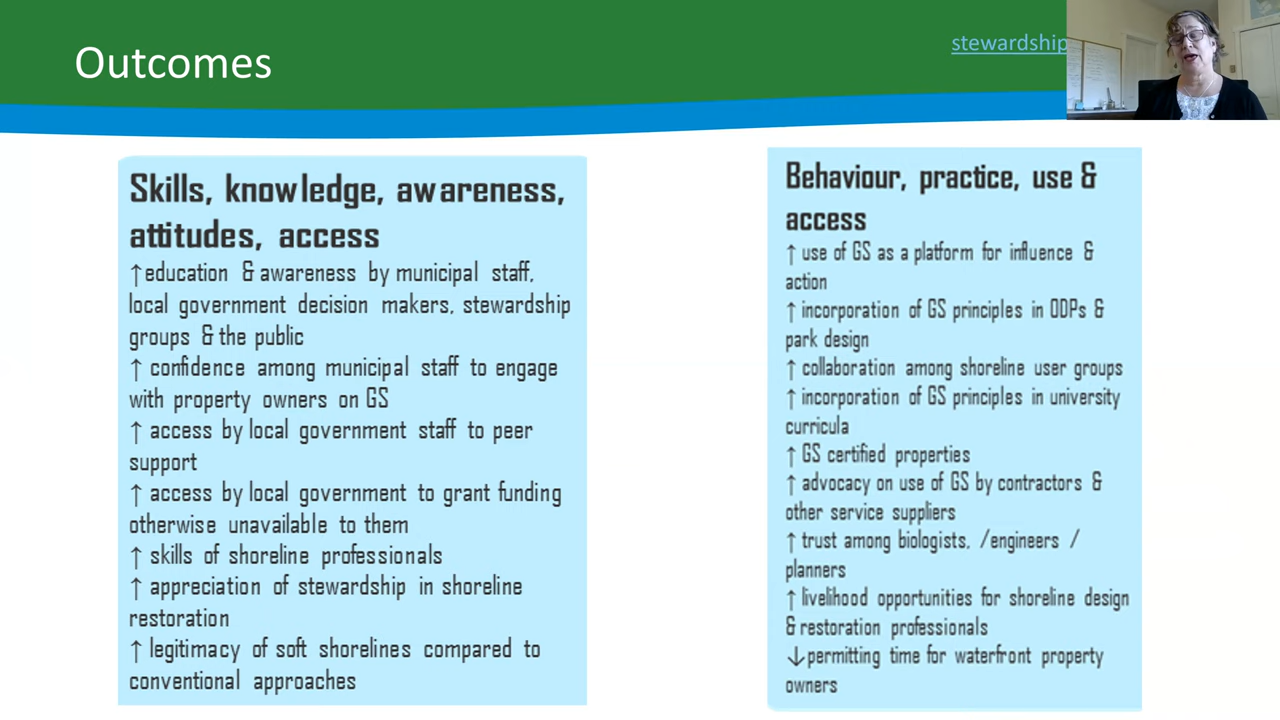 Outcomes
stewardship
Skills, knowledge, awareness,
attitudes, access
↑education & awareness by municipal staff,
local government decision makers, stewardship
groups & the public
↑ confidence among municipal staff to engage
with property owners on GS
↑ access by local government staff to peer
support
↑ access by local government to grant funding
otherwise unavailable to them
↑ skills of shoreline professionals
↑ appreciation of stewardship in shoreline
restoration
↑ legitimacy of soft shorelines compared to
conventional approaches
Behaviour, practice, use &
access
↑ use of GS as a platform for influence &
action
↑ incorporation of GS principles in ODPs &
park design
↑ collaboration among shoreline user groups
↑ incorporation of GS principles in university
curricula
↑ GS certified properties
↑ advocacy on use of GS by contractors &
other service suppliers
↑ trust among biologists, /engineers /
planners
↑ livelihood opportunities for shoreline design
& restoration professionals
↓permitting time for waterfront property
owners